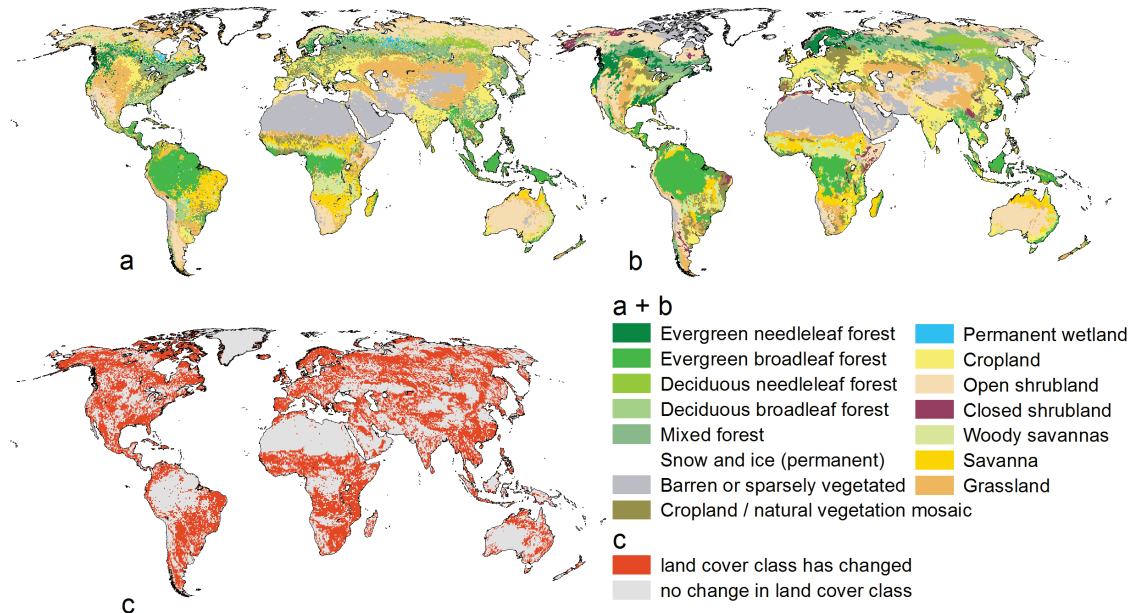 a
b
a + b
Evergreen needleleaf forest
Evergreen broadleaf forest
Deciduous needleleaf forest
Deciduous broadleaf forest
Mixed forest
Snow and ice (permanent)
Barren or sparsely vegetated
Cropland / natural vegetation mosaic
Permanent wetland
Cropland
Open shrubland
Closed shrubland
Woody savannas
Savanna
Grassland
c
land cover class has changed
no change in land cover class
c